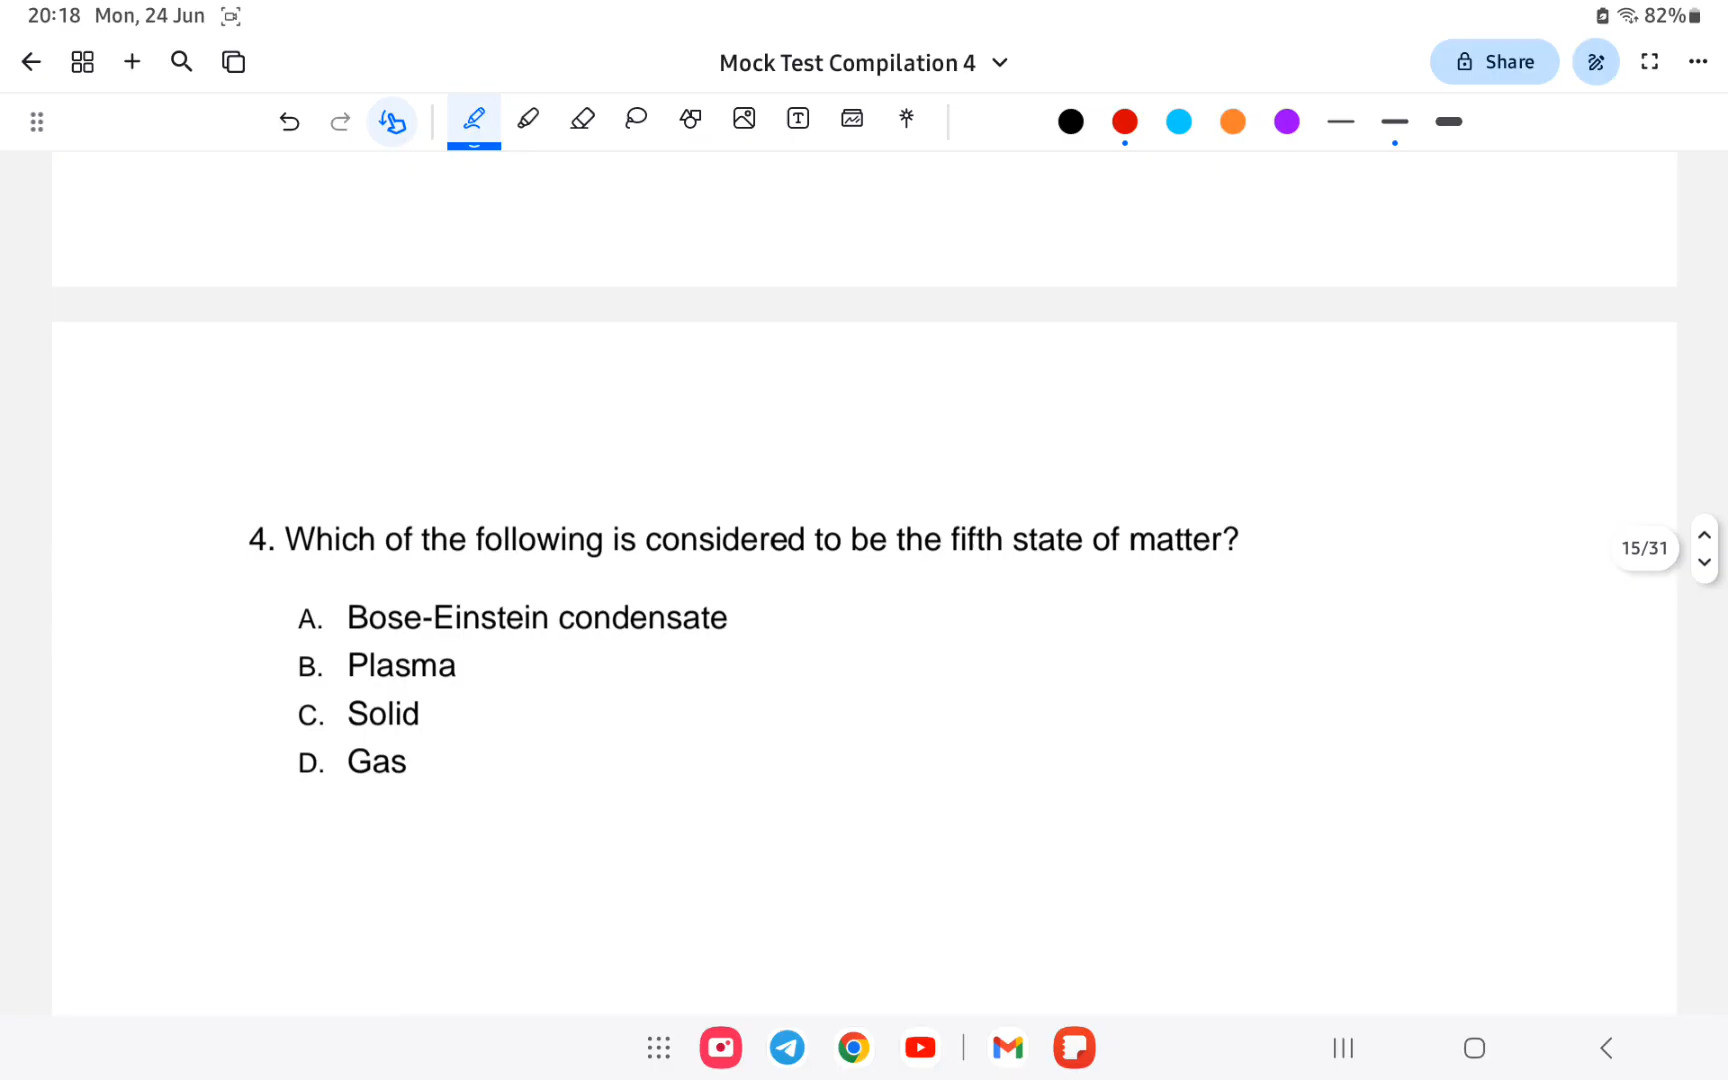 20:18 Mon, 24 Jun 82%
Mock Test Compilation 4
Share
4. Which of the following is considered to be the fifth state of matter?
15/31
A. Bose-Einstein condensate
B. Plasma
C. Solid
D. Gas